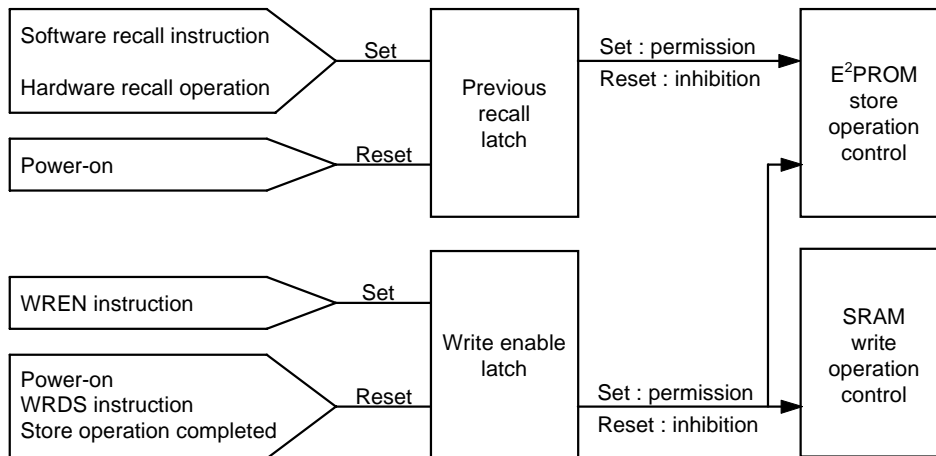 Software recall instruction
Hardware recall operation
Set
Power-on
Reset
Previous
recall
latch
Set : permission
Reset : inhibition
E²PROM
store
operation
control
WREN instruction
Set
Power-on
WRDS instruction
Store operation completed
Reset
Write enable
latch
Set : permission
Reset : inhibition
SRAM
write
operation
control